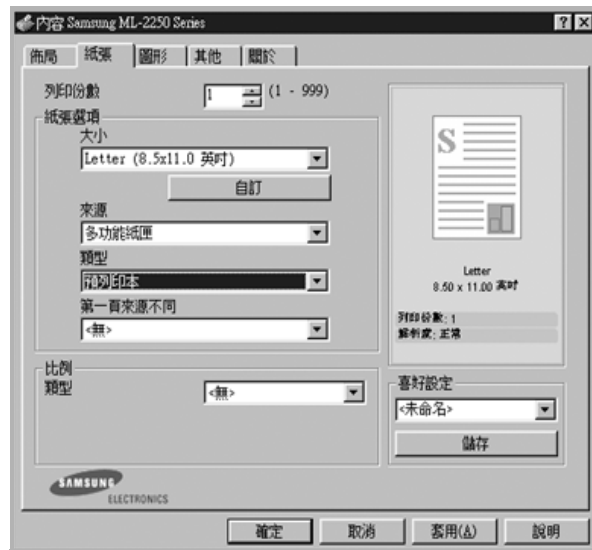 內容 Samsung ML-2250 Series
佈局 紙張 圖形 其他 關於
列印份數 1 (1 - 999)
紙張選項
大小
Letter (8.5x11.0 英吋)
自訂
來源
多功能紙匣
類型
預列印本
第一頁來源不同
<無>
比例
類型 <無>
S
Letter
8.50 x 11.00 英吋
列印份數: 1
解析度: 正常
喜好設定
<未命名>
儲存
SAMSUNG
ELECTRONICS
確定 取消 套用(A) 說明